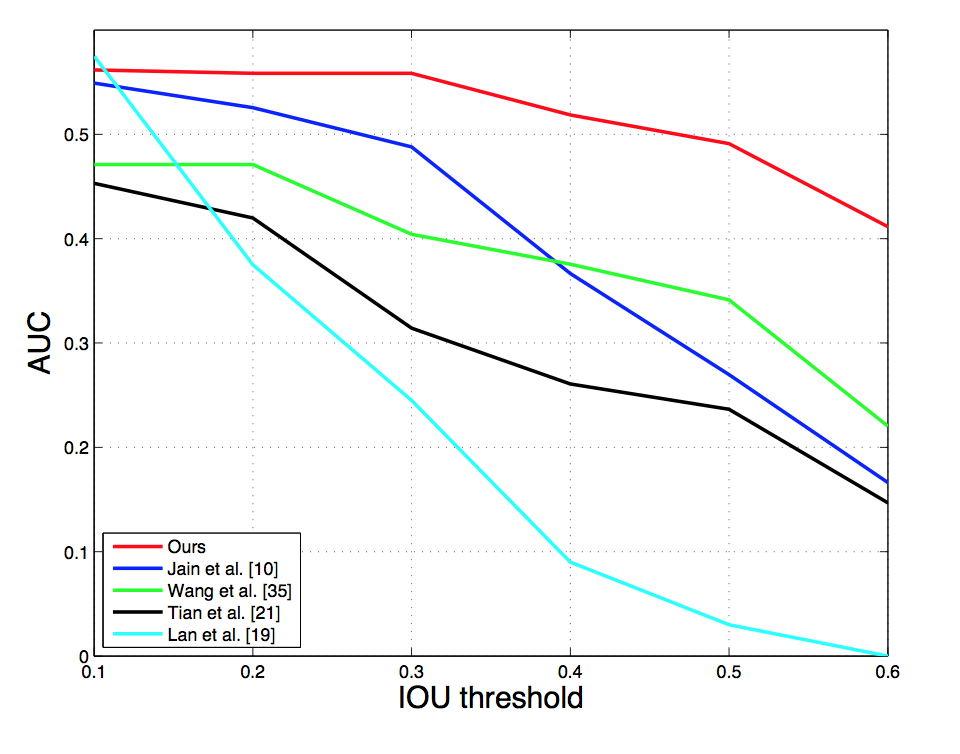 AUC
0.5
0.4
0.3
0.2
0.1
0
Ours
Jain et al. [10]
Wang et al. [35]
Tian et al. [21]
Lan et al. [19]
0.1 0.2 0.3 0.4 0.5 0.6
IOU threshold